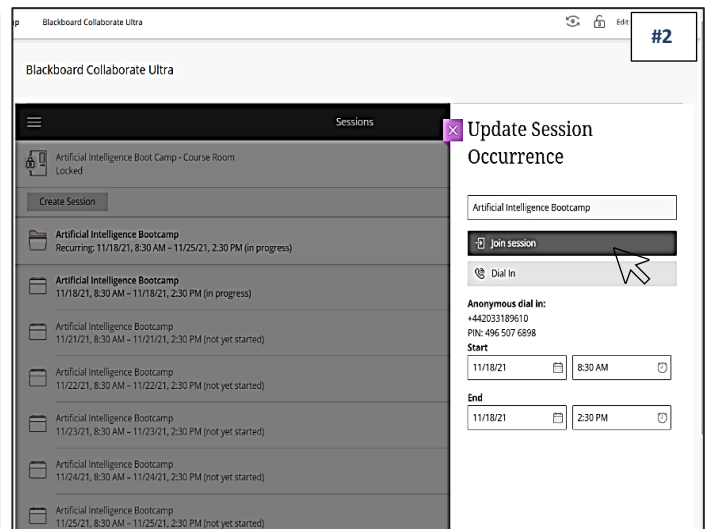 p Blackboard Collaborate Ultra Edit
#2
Blackboard Collaborate Ultra
Sessions
Artificial Intelligence Boot Camp - Course Room
Locked
Create Session
Artificial Intelligence Bootcamp
Recurring: 11/18/21, 8:30 AM – 11/25/21, 2:30 PM (in progress)
Artificial Intelligence Bootcamp
11/18/21, 8:30 AM – 11/18/21, 2:30 PM (in progress)
Artificial Intelligence Bootcamp
11/21/21, 8:30 AM – 11/21/21, 2:30 PM (not yet started)
Artificial Intelligence Bootcamp
11/22/21, 8:30 AM – 11/22/21, 2:30 PM (not yet started)
Artificial Intelligence Bootcamp
11/23/21, 8:30 AM – 11/23/21, 2:30 PM (not yet started)
Artificial Intelligence Bootcamp
11/24/21, 8:30 AM – 11/24/21, 2:30 PM (not yet started)
Artificial Intelligence Bootcamp
11/25/21, 8:30 AM – 11/25/21, 2:30 PM (not yet started)
Update Session
Occurrence
Artificial Intelligence Bootcamp
Join session
Dial In
Anonymous dial in:
+442033189610
PIN: 496 507 6898
Start
11/18/21 8:30 AM
End
11/18/21 2:30 PM